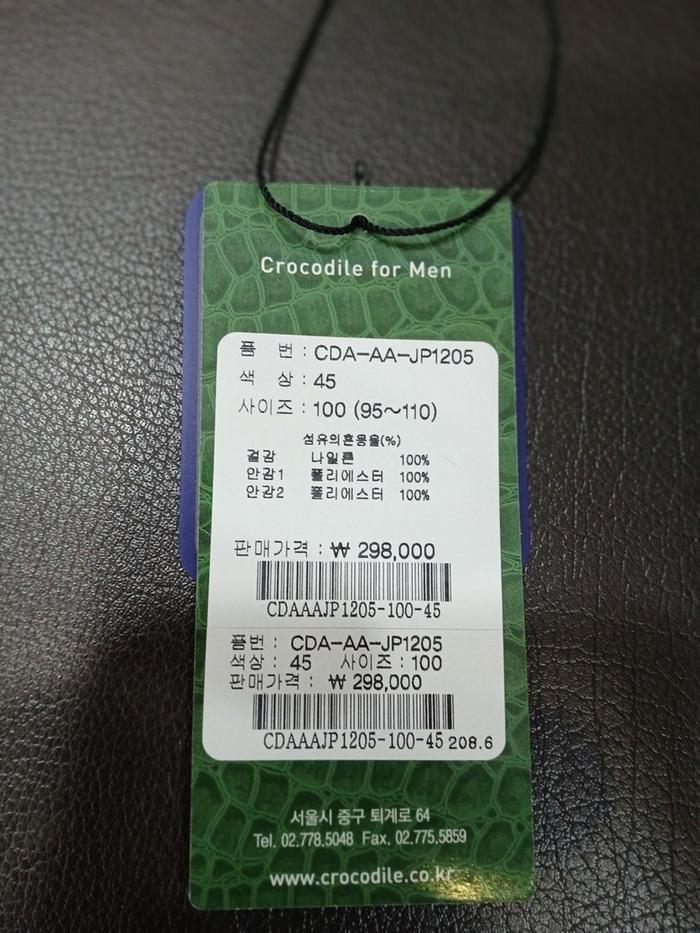 Crocodile for Men
품 번 : CDA-AA-JP1205
색 상 : 45
사이즈 : 100 (95~110)
섬유의혼용율(%)
겉감 나일론 100%
안감1 폴리에스터 100%
안감2 폴리에스터 100%
판매가격 : ₩ 298,000
CDAAAJP1205-100-45
품번 : CDA-AA-JP1205
색상 : 45 사이즈 : 100
판매가격 : ₩ 298,000
CDAAAJP1205-100-45 208.6
서울시 중구 퇴계로 64
Tel. 02.778.5048 Fax. 02.775.5859
www.crocodile.co.kr